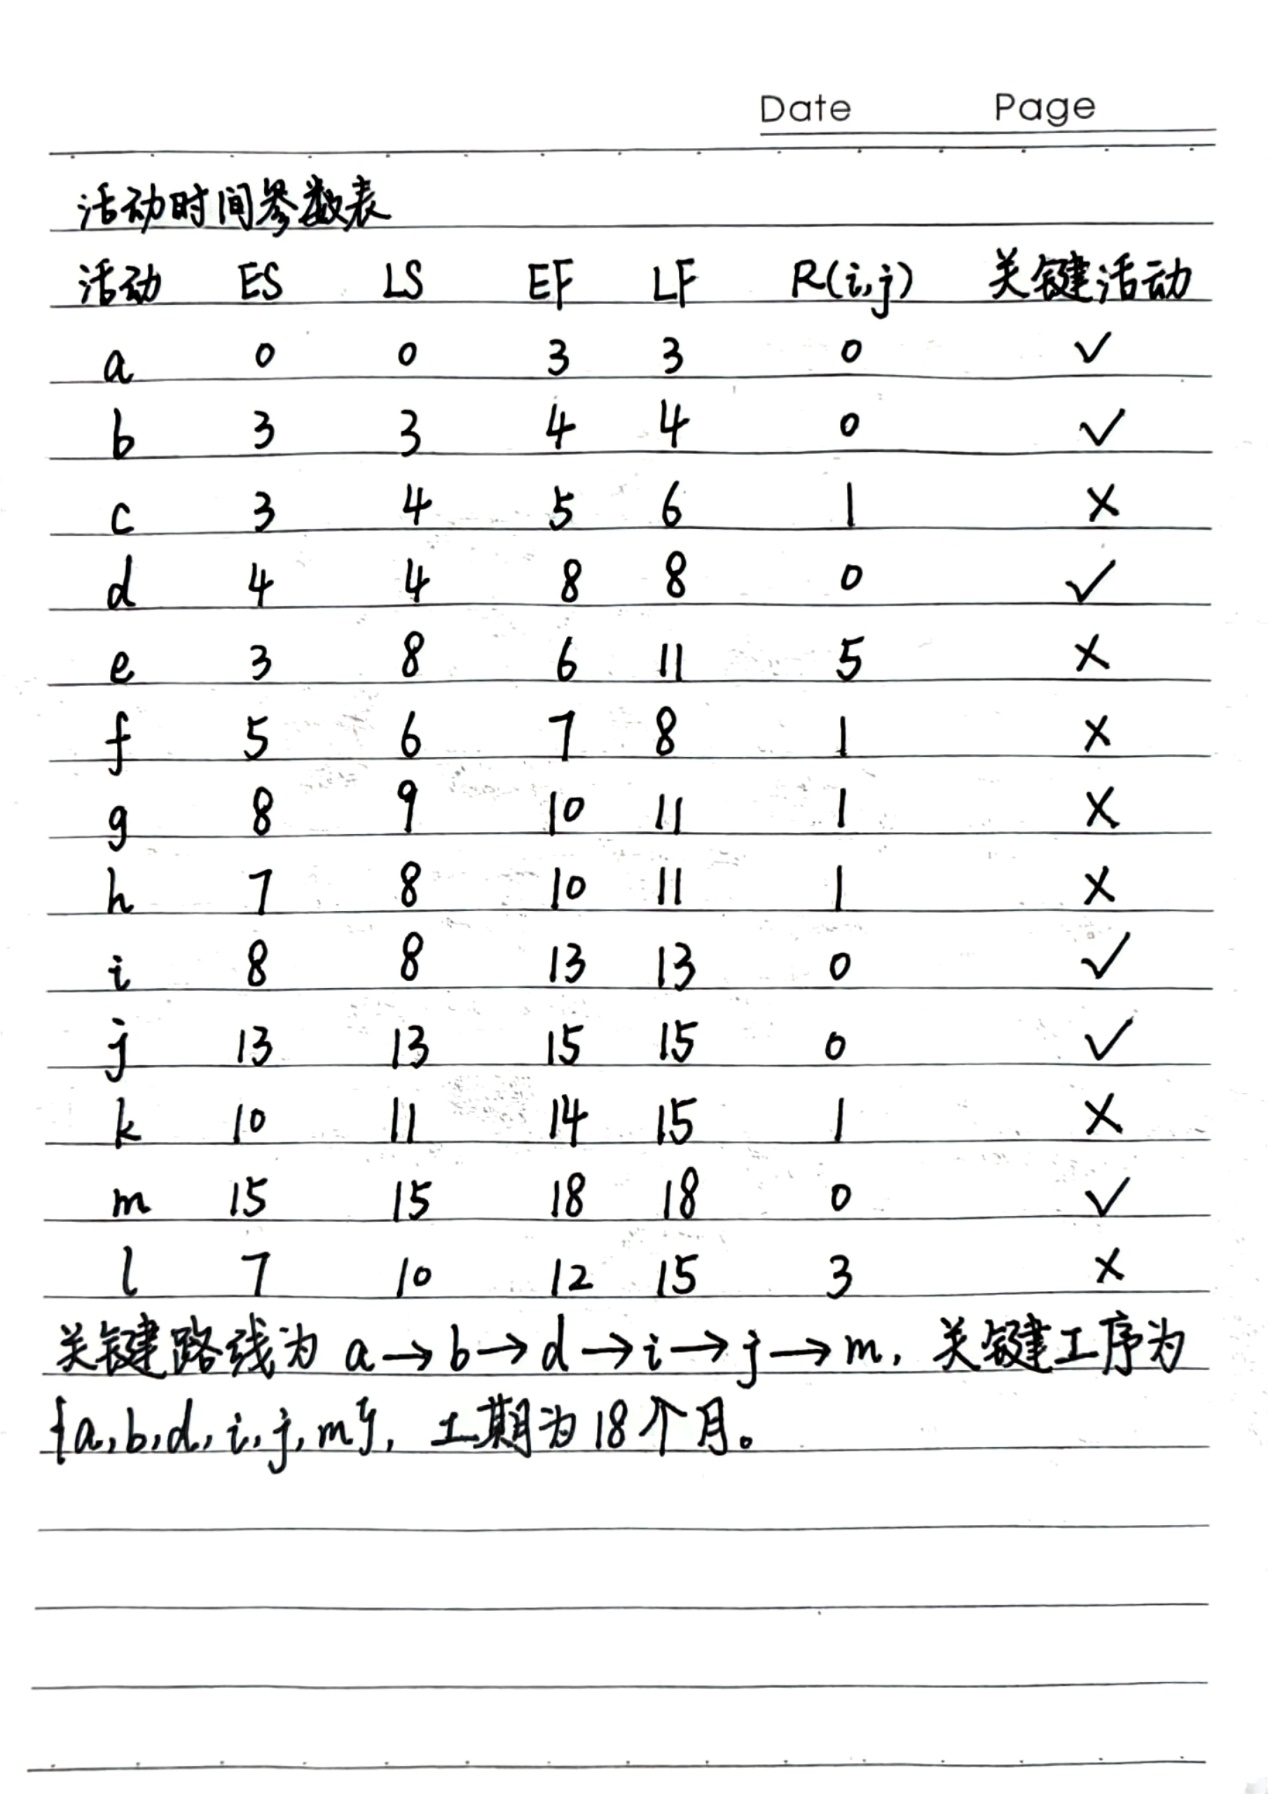 Date Page
活动时间参数表
活动 ES LS EF LF R(i,j) 关键活动
a 0 0 3 3 0 ✓
b 3 3 4 4 0 ✓
c 3 4 5 6 1 ×
d 4 4 8 8 0 ✓
e 3 8 6 11 5 ×
f 5 6 7 8 1 ×
g 8 9 10 11 1 ×
h 7 8 10 11 1 ×
i 8 8 13 13 0 ✓
j 13 13 15 15 0 ✓
k 10 11 14 15 1 ×
m 15 15 18 18 0 ✓
l 7 10 12 15 3 ×
关键路线为 a→b→d→i→j→m, 关键工序为
{a,b,d,i,j,m}, 工期为18个月。